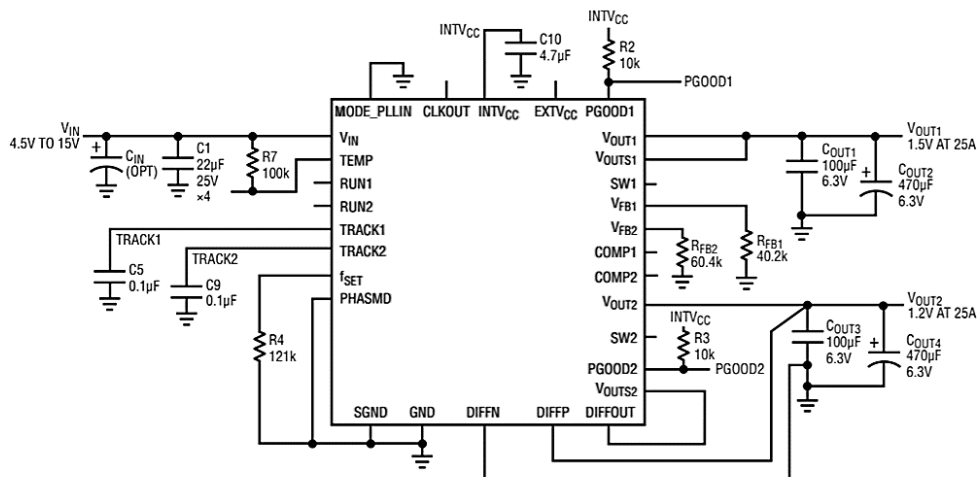 INTVCC
C10
4.7µF
INTVCC
R2
10k
PGOOD1
MODE_PLLIN CLKOUT INTVCC EXTVCC PGOOD1
VIN
4.5V TO 15V
CIN
(OPT)
C1
22µF
25V
×4
R7
100k
VIN
TEMP
RUN1
RUN2
TRACK1
TRACK2
fSET
PHASMD
TRACK1
C5
0.1µF
TRACK2
C9
0.1µF
R4
121k
VOUT1
VOUTS1
SW1
VFB1
VFB2
COMP1
COMP2
VOUT2
SW2
PGOOD2
VOUTS2
SGND GND DIFFN DIFFP DIFFOUT
VOUT1
1.5V AT 25A
COUT1
100µF
6.3V
+
COUT2
470µF
6.3V
RFB2
60.4k
RFB1
40.2k
INTVCC
R3
10k
PGOOD2
VOUT2
1.2V AT 25A
COUT3
100µF
6.3V
+
COUT4
470µF
6.3V